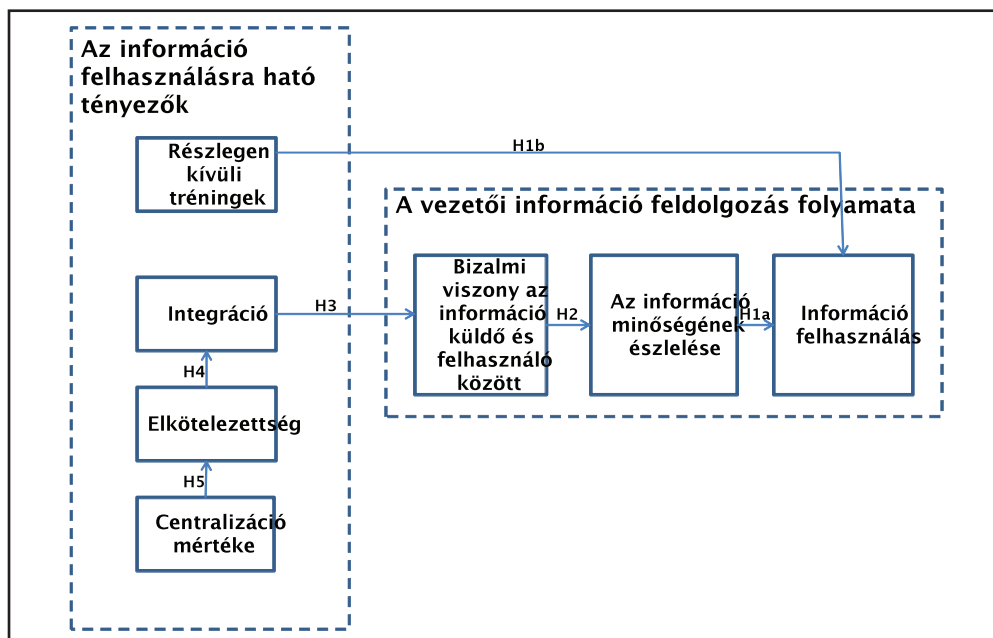 Az információ
felhasználásra ható
tényezők
Részlegen
kívüli
tréningek
H1b
A vezetői információ feldolgozás folyamata
Integráció
H3
Bizalmi
viszony az
információ
küldő és
felhasználó
között
H2
Az információ
minőségének
észlelése
H1a
Információ
felhasználás
H4
Elkötelezettség
H5
Centralizáció
mértéke